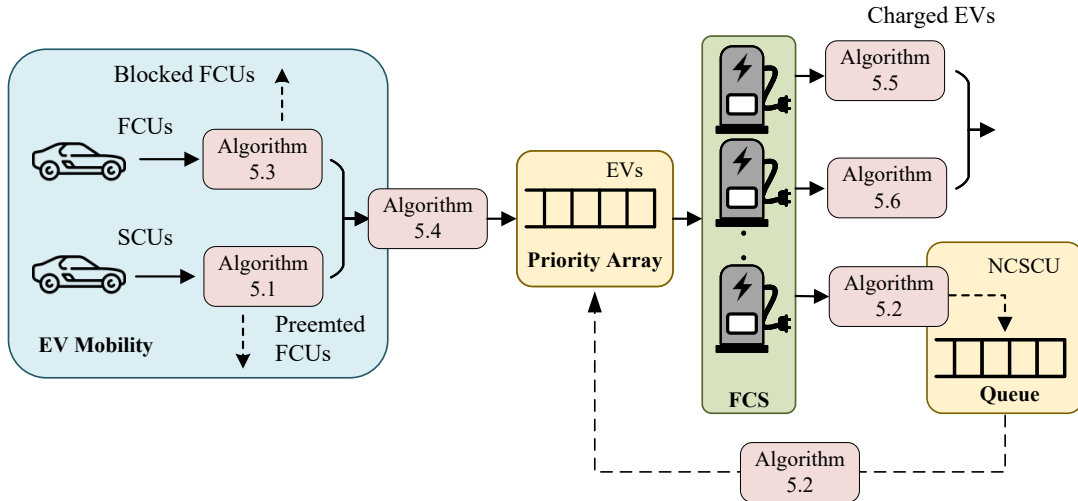 Charged EVs
Blocked FCUs
FCUs
Algorithm
5.3
SCUs
Algorithm
5.1
Preemted
FCUs
EV Mobility
Algorithm
5.4
EVs
Priority Array
FCS
Algorithm
5.5
Algorithm
5.6
Algorithm
5.2
NCSCU
Queue
Algorithm
5.2